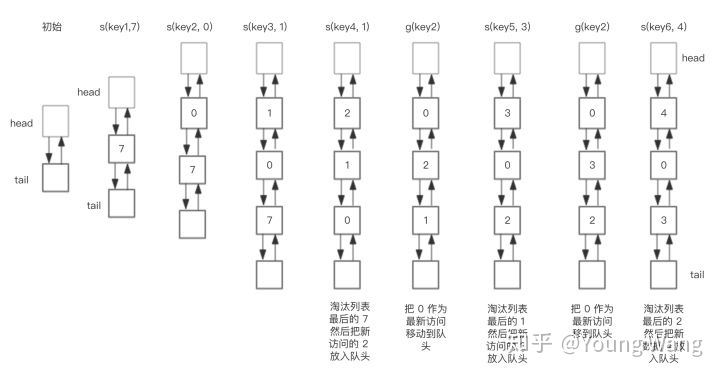 初始
s(key1,7)
s(key2, 0)
s(key3, 1)
s(key4, 1)
g(key2)
s(key5, 3)
g(key2)
s(key6, 4)
head
head
head
0
1
2
0
3
0
4
7
7
0
1
2
0
3
0
tail
tail
7
0
1
2
2
3
tail
淘汰列表
最后的 7
然后把新
访问的 2
放入队头
把 0 作为
最新访问
移动到队
头
淘汰列表
最后的 1
然后把新
访问的
放入队头
把 0 作为
最新访问
移到队头
淘汰列表
最后的 2
然后把新
入队头
知乎 @YoungWang